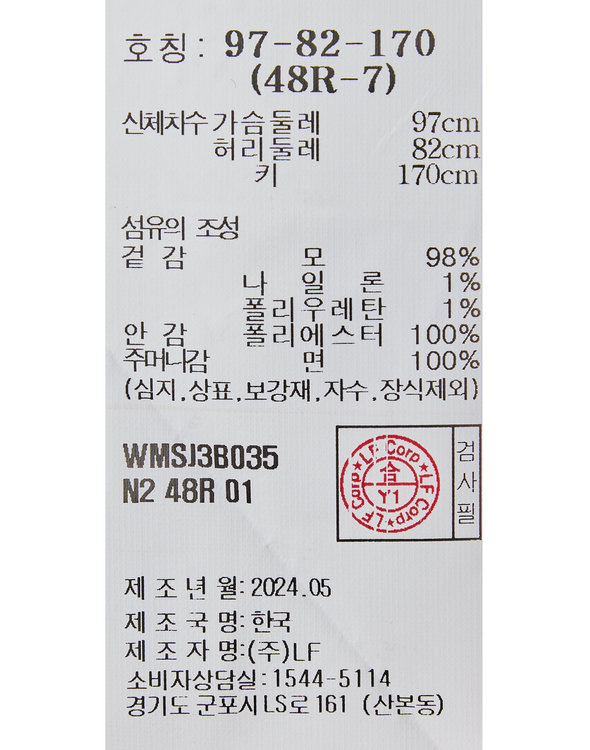 호칭: 97-82-170
(48R-7)
신체치수 가슴둘레 97cm
허리둘레 82cm
키 170cm
섬유의 조성
겉감 모 98%
나일론 1%
폴리우레탄 1%
안감 폴리에스터 100%
주머니감 면 100%
(심지,상표,보강재,자수,장식제외)
WMSJ3B035
N2 48R 01
LF Corp★LF Corp★LF Corp★
合
Y1
검사필
제조년월:2024.05
제조국명:한국
제조자명:(주)LF
소비자상담실:1544-5114
경기도 군포시 LS로 161 (산본동)